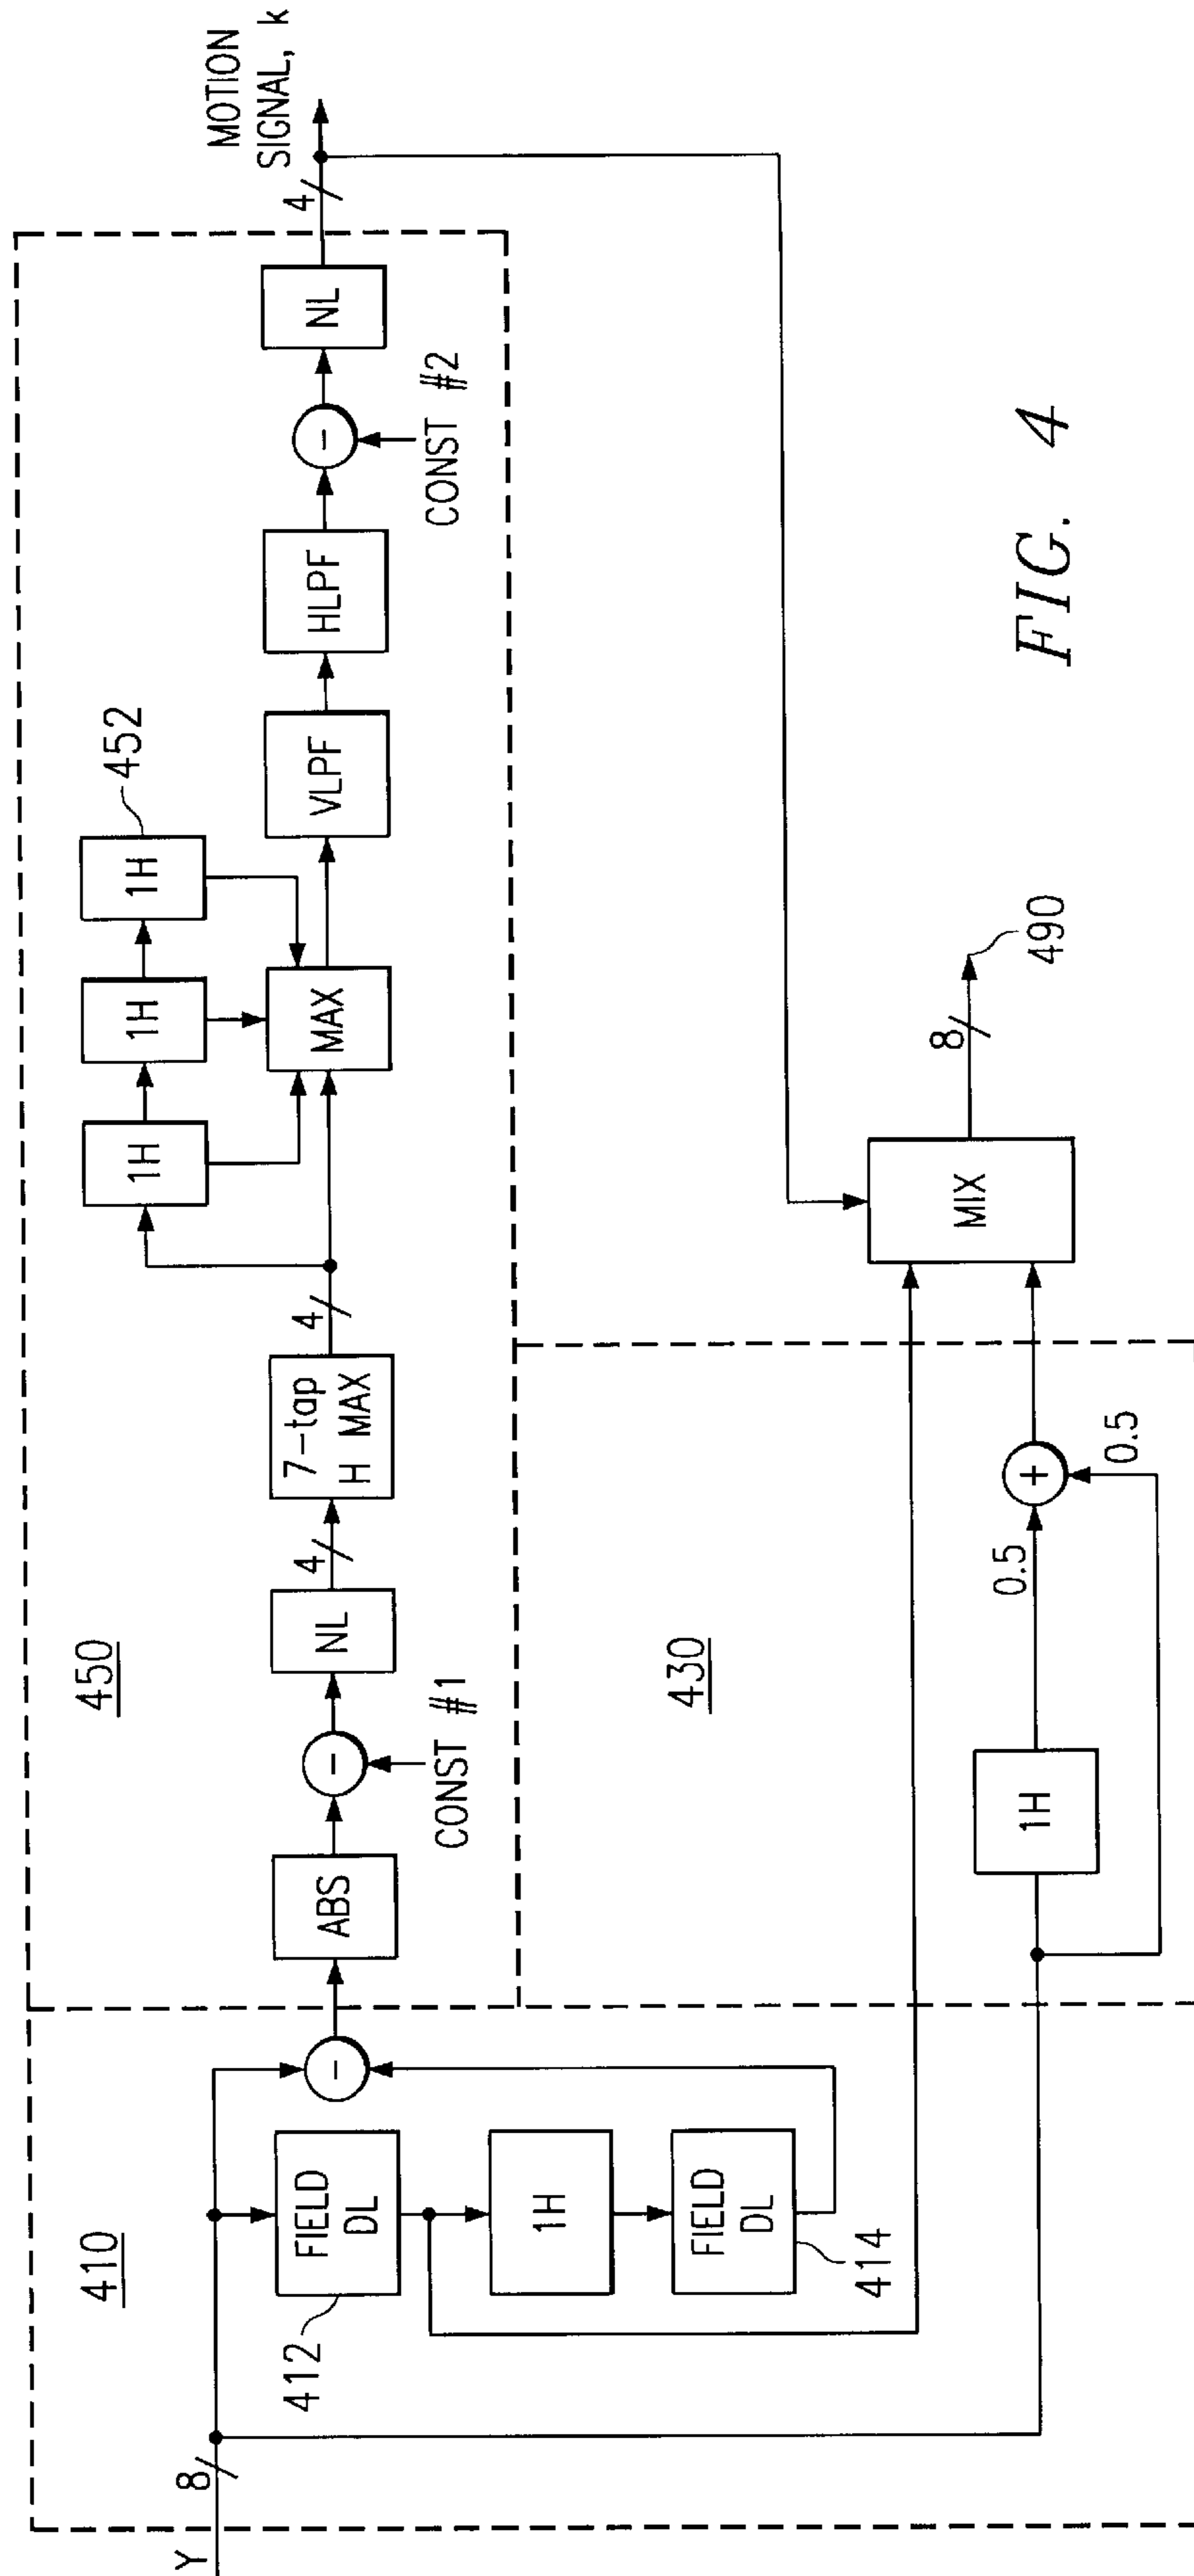 Y
8
410
412
FIELD
DL
1H
FIELD
DL
414
-
450
ABS
-
CONST #1
NL
4
7-tap
H MAX
4
1H
1H
1H
452
MAX
VLPF
HLPF
-
CONST #2
NL
4
MOTION
SIGNAL, k
430
1H
0.5
+
0.5
MIX
8
490
FIG. 4